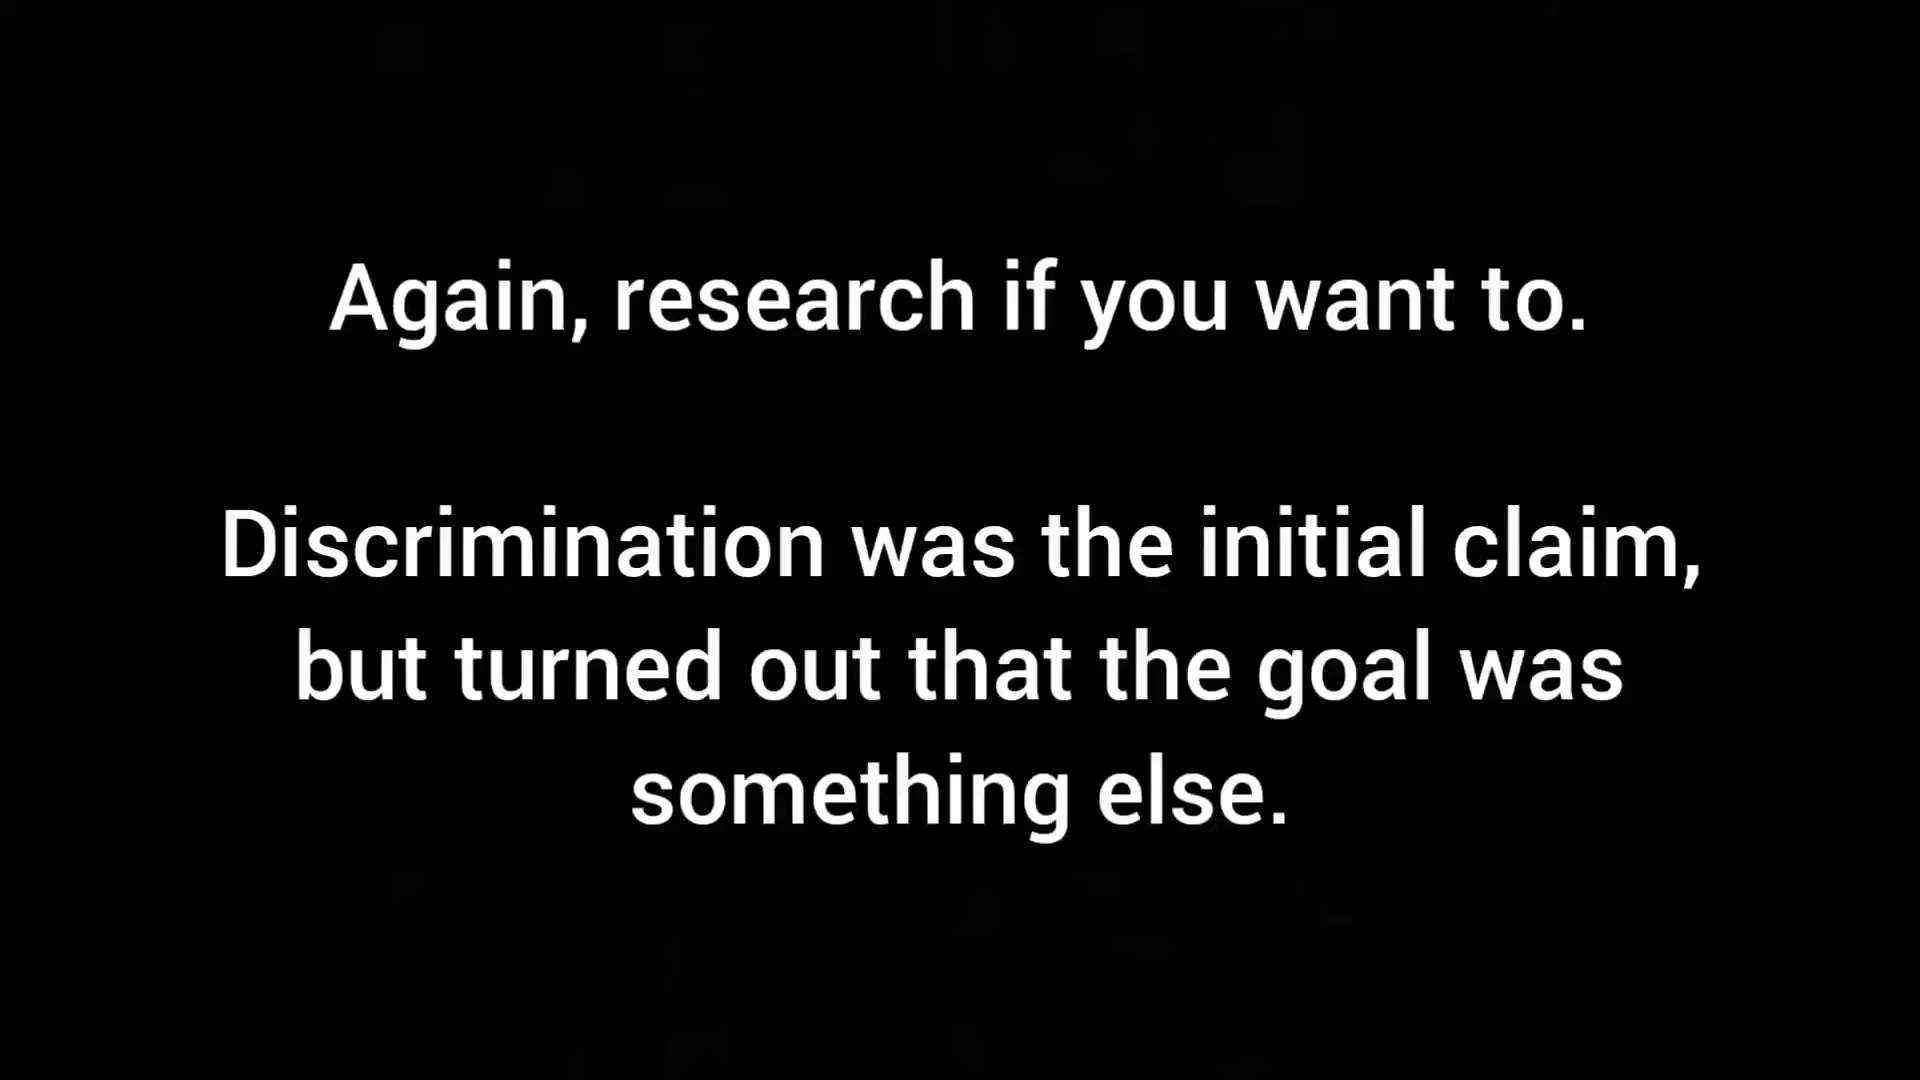 Again, research if you want to.
Discrimination was the initial claim,
but turned out that the goal was
something else.